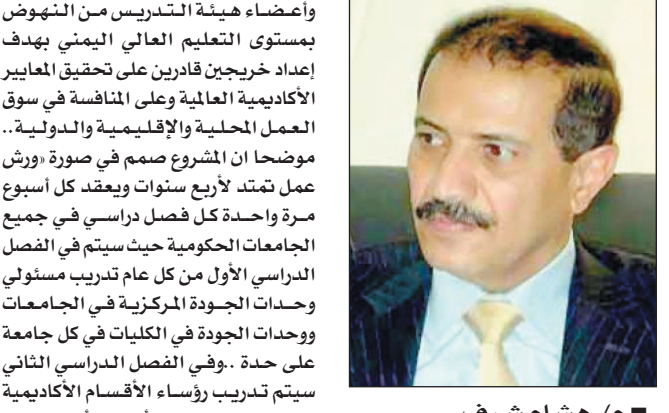 وأعضاء هيئة التدريس من النهوض
بمستوى التعليم العالي اليمني بهدف
إعداد خريجين قادرين على تحقيق المعايير
الأكاديمية العالمية وعلى المنافسة في سوق
العمل المحلية والإقليمية والدولية..
موضحا ان المشروع صمم في صورة «ورش
عمل تمتد لأربع سنوات ويعقد كل أسبوع
مرة واحدة كل فصل دراسي في جميع
الجامعات الحكومية حيث سيتم في الفصل
الدراسي الأول من كل عام تدريب مسئولي
وحدات الجودة المركزية في الجامعات
ووحدات الجودة في الكليات في كل جامعة
على حدة ..وفي الفصل الدراسي الثاني
سيتم تدريب رؤساء الأقسام الأكاديمية